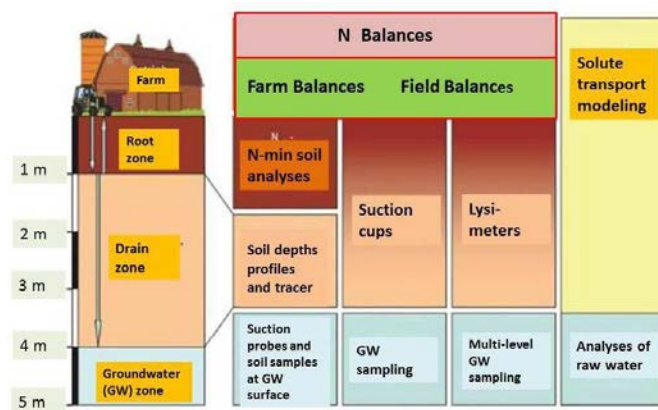 N Balances
Farm Balances Field Balances
Solute
transport
modeling
Farm
Root
zone
N
N-min soil
analyses
1 m
Suction
cups
Lysi-
meters
2 m
Drain
zone
Soil depths
profiles
and tracer
3 m
4 m
Suction
probes and
soil samples
at GW
surface
GW
sampling
Multi-level
GW
sampling
Analyses of
raw water
Groundwater
(GW) zone
5 m